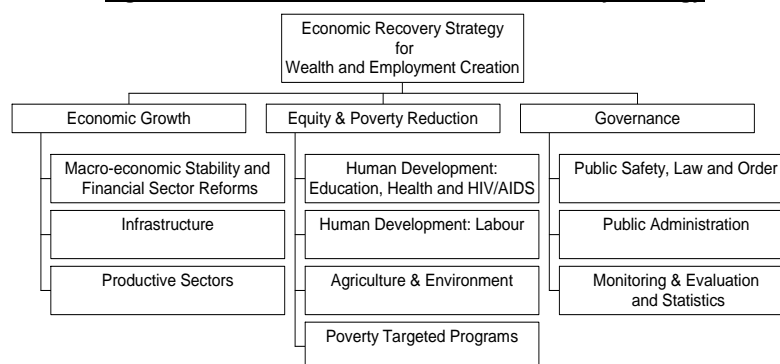 Economic Recovery Strategy
for
Wealth and Employment Creation
Economic Growth
Macro-economic Stability and
Financial Sector Reforms
Infrastructure
Productive Sectors
Equity & Poverty Reduction
Human Development:
Education, Health and HIV/AIDS
Human Development: Labour
Agriculture & Environment
Poverty Targeted Programs
Governance
Public Safety, Law and Order
Public Administration
Monitoring & Evaluation
and Statistics